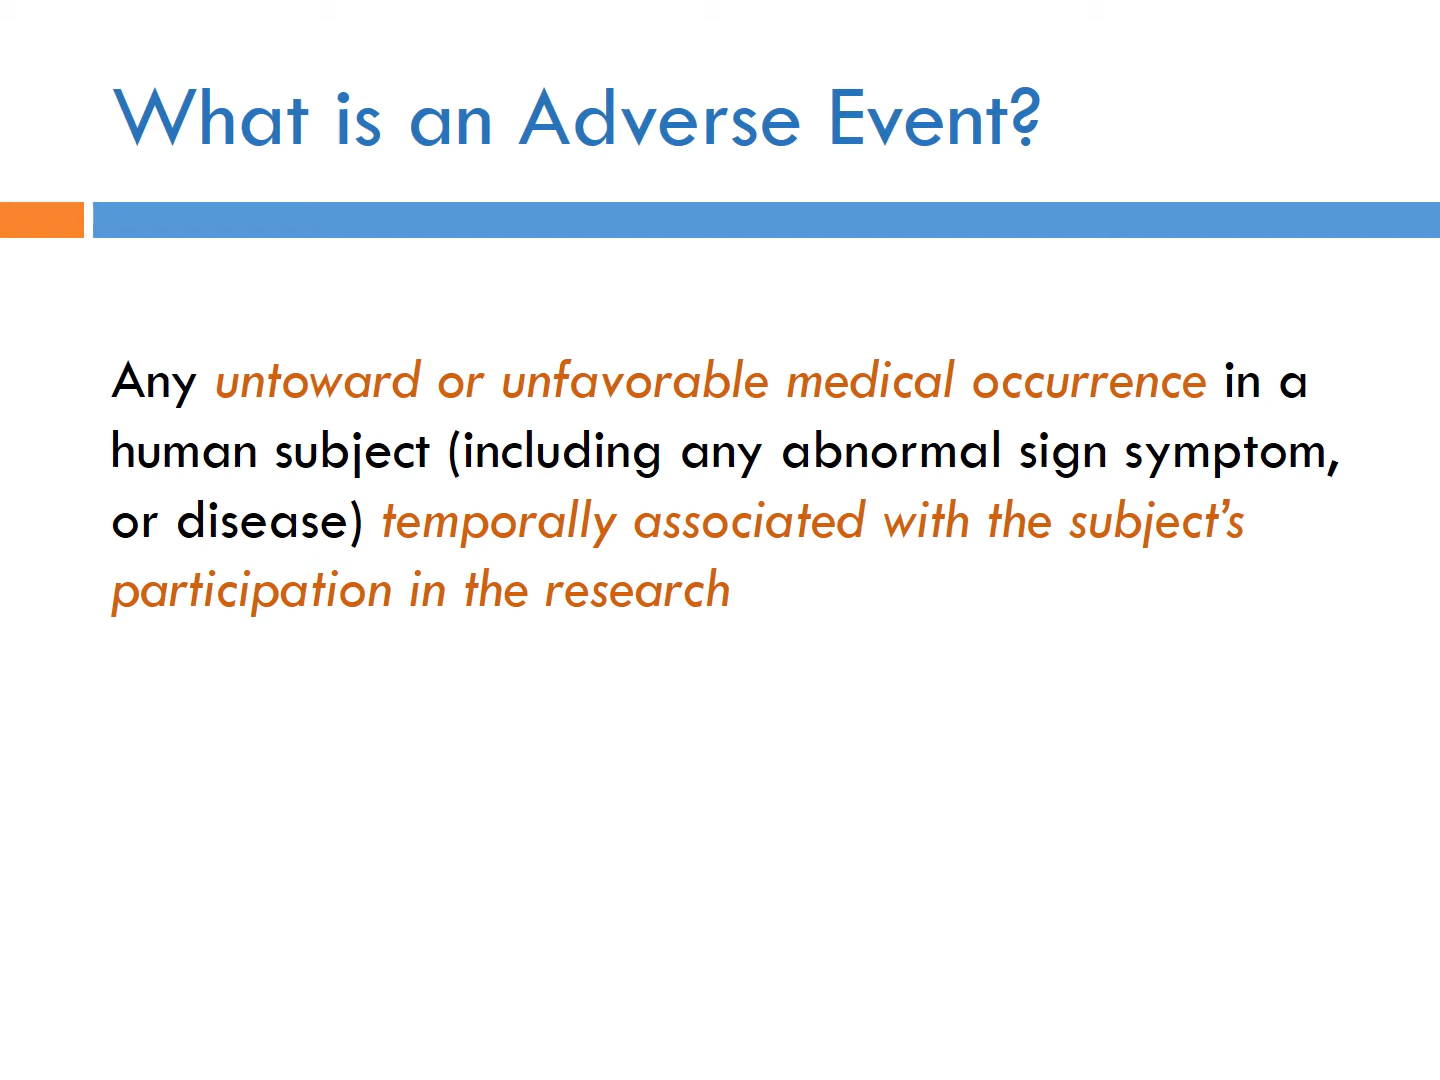 What is an Adverse Event?
Any untoward or unfavorable medical occurrence in a
human subject (including any abnormal sign symptom,
or disease) temporally associated with the subject’s
participation in the research